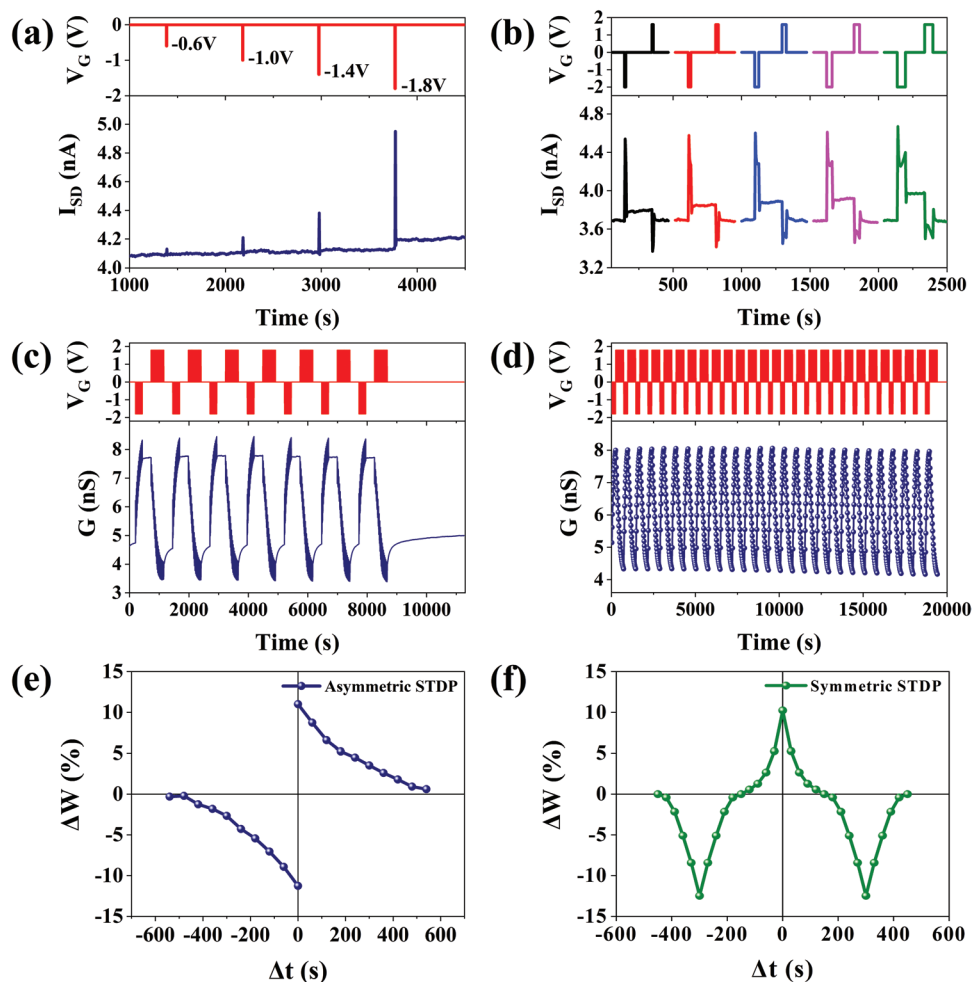 (a)
V_G (V)
0
-1
-2
-0.6V
-1.0V
-1.4V
-1.8V
I_SD (nA)
5.0
4.8
4.6
4.4
4.2
4.0
1000 2000 3000 4000
Time (s)
(b)
V_G (V)
2
1
0
-1
-2
I_SD (nA)
4.8
4.4
4.0
3.6
3.2
500 1000 1500 2000 2500
Time (s)
(c)
V_G (V)
2
1
0
-1
-2
G (nS)
8
7
6
5
4
3
0 2000 4000 6000 8000 10000
Time (s)
(d)
V_G (V)
2
1
0
-1
-2
G (nS)
8
7
6
5
4
0 5000 10000 15000 20000
Time (s)
(e)
ΔW (%)
15
10
5
0
-5
-10
-15
Asymmetric STDP
-600 -400 -200 0 200 400 600
Δt (s)
(f)
ΔW (%)
15
10
5
0
-5
-10
-15
Symmetric STDP
-600 -400 -200 0 200 400 600
Δt (s)